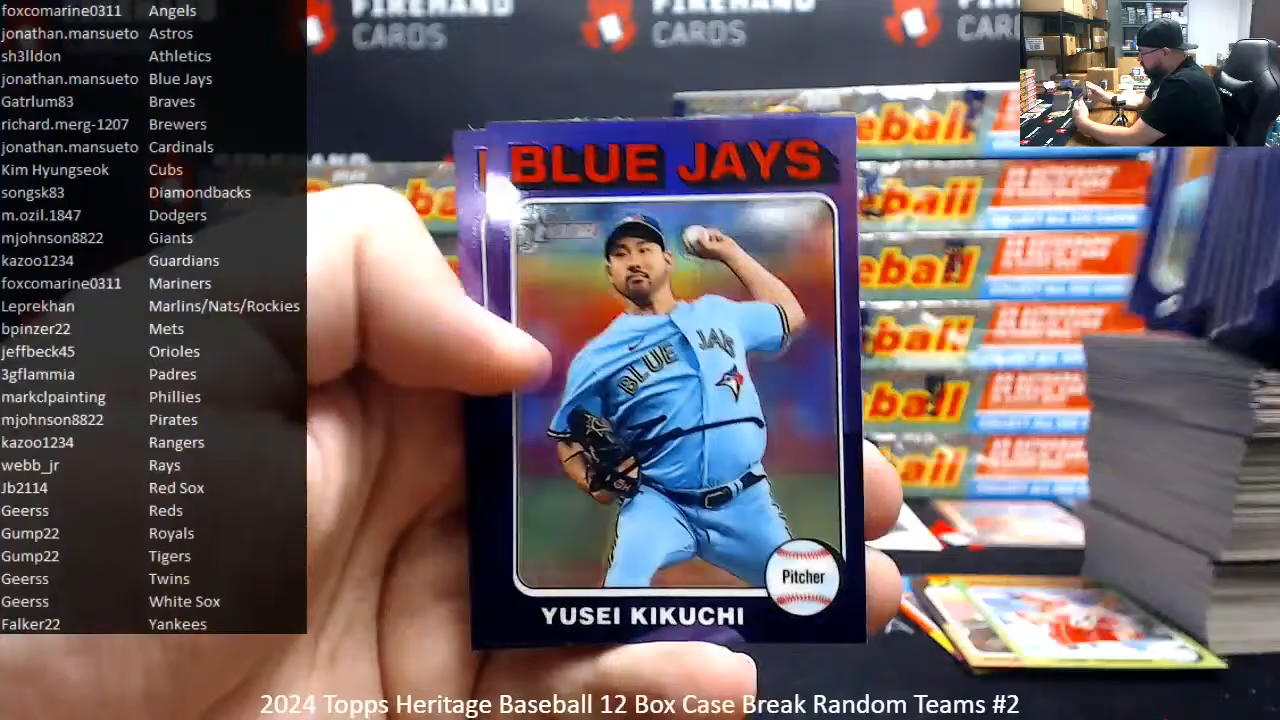 foxcomarine0311 Angels
jonathan.mansueto Astros
sh3lldon Athletics
jonathan.mansueto Blue Jays
Gatrlum83 Braves
richard.merg-1207 Brewers
jonathan.mansueto Cardinals
Kim Hyungseok Cubs
songsk83 Diamondbacks
m.ozil.1847 Dodgers
mjohnson8822 Giants
kazoo1234 Guardians
foxcomarine0311 Mariners
Leprekhan Marlins/Nats/Rockies
bpinzer22 Mets
jeffbeck45 Orioles
3gflammia Padres
markclpainting Phillies
mjohnson8822 Pirates
kazoo1234 Rangers
webb_jr Rays
Jb2114 Red Sox
Geerss Reds
Gump22 Royals
Gump22 Tigers
Geerss Twins
Geerss White Sox
Falker22 Yankees
FIREHAND
CARDS
FIREHAND
CARDS
BLUE JAYS
BLUE JAYS
Pitcher
YUSEI KIKUCHI
2024 Topps Heritage Baseball 12 Box Case Break Random Teams #2